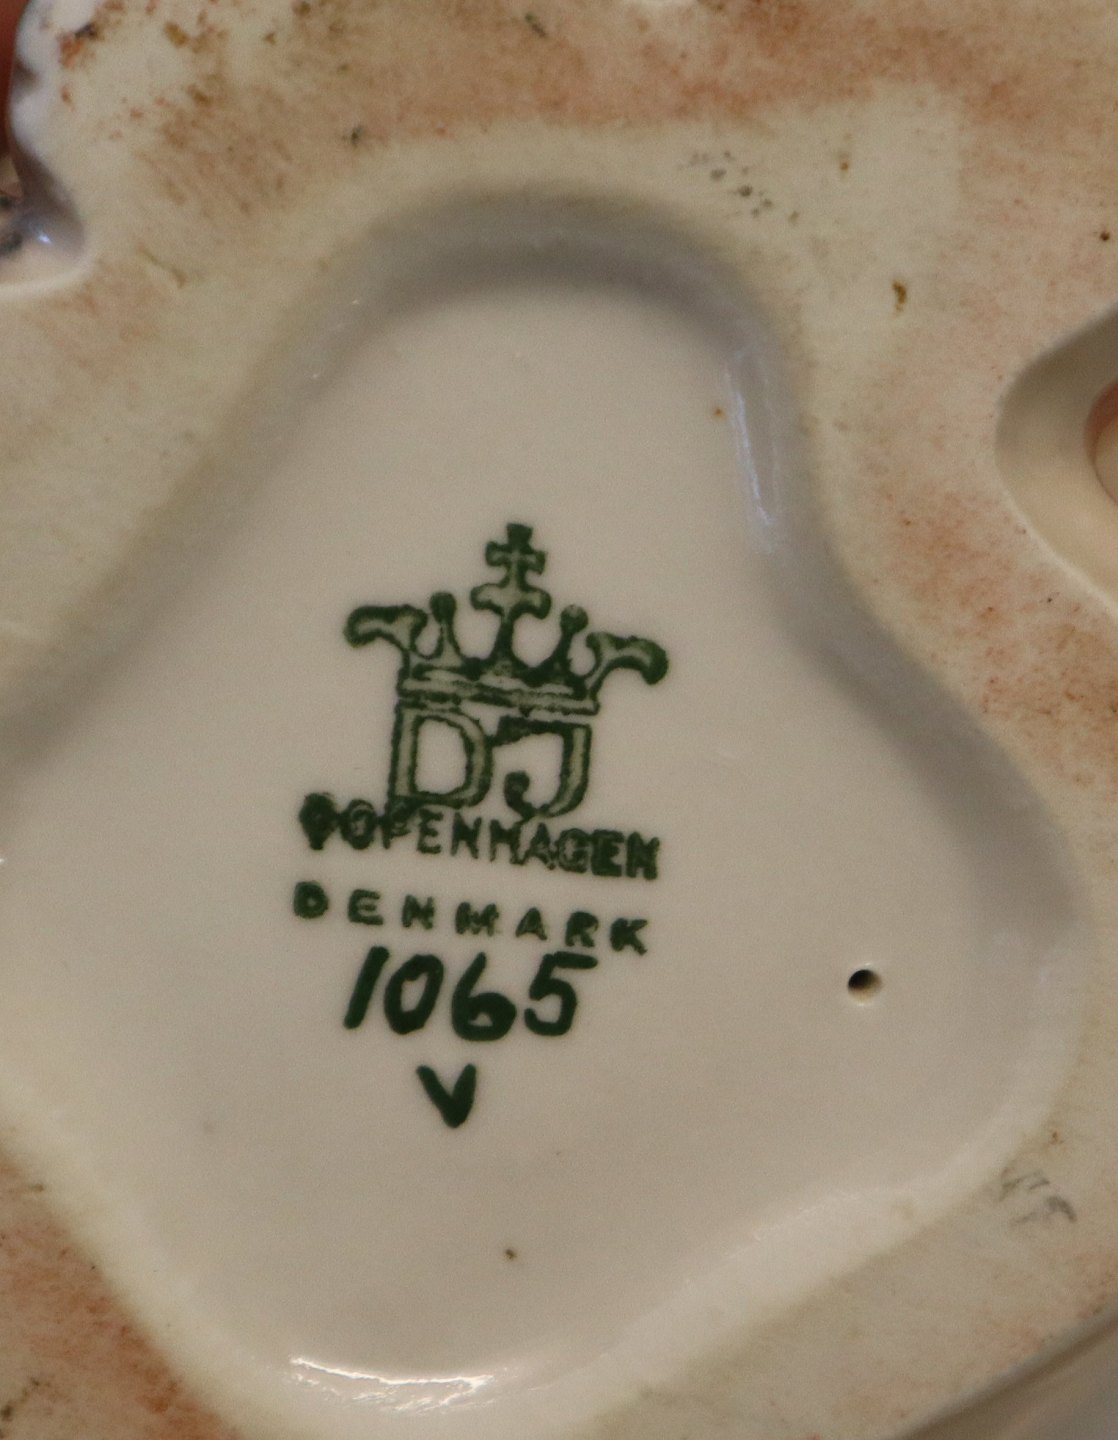 DJ
COPENHAGEN
DENMARK
1065
V